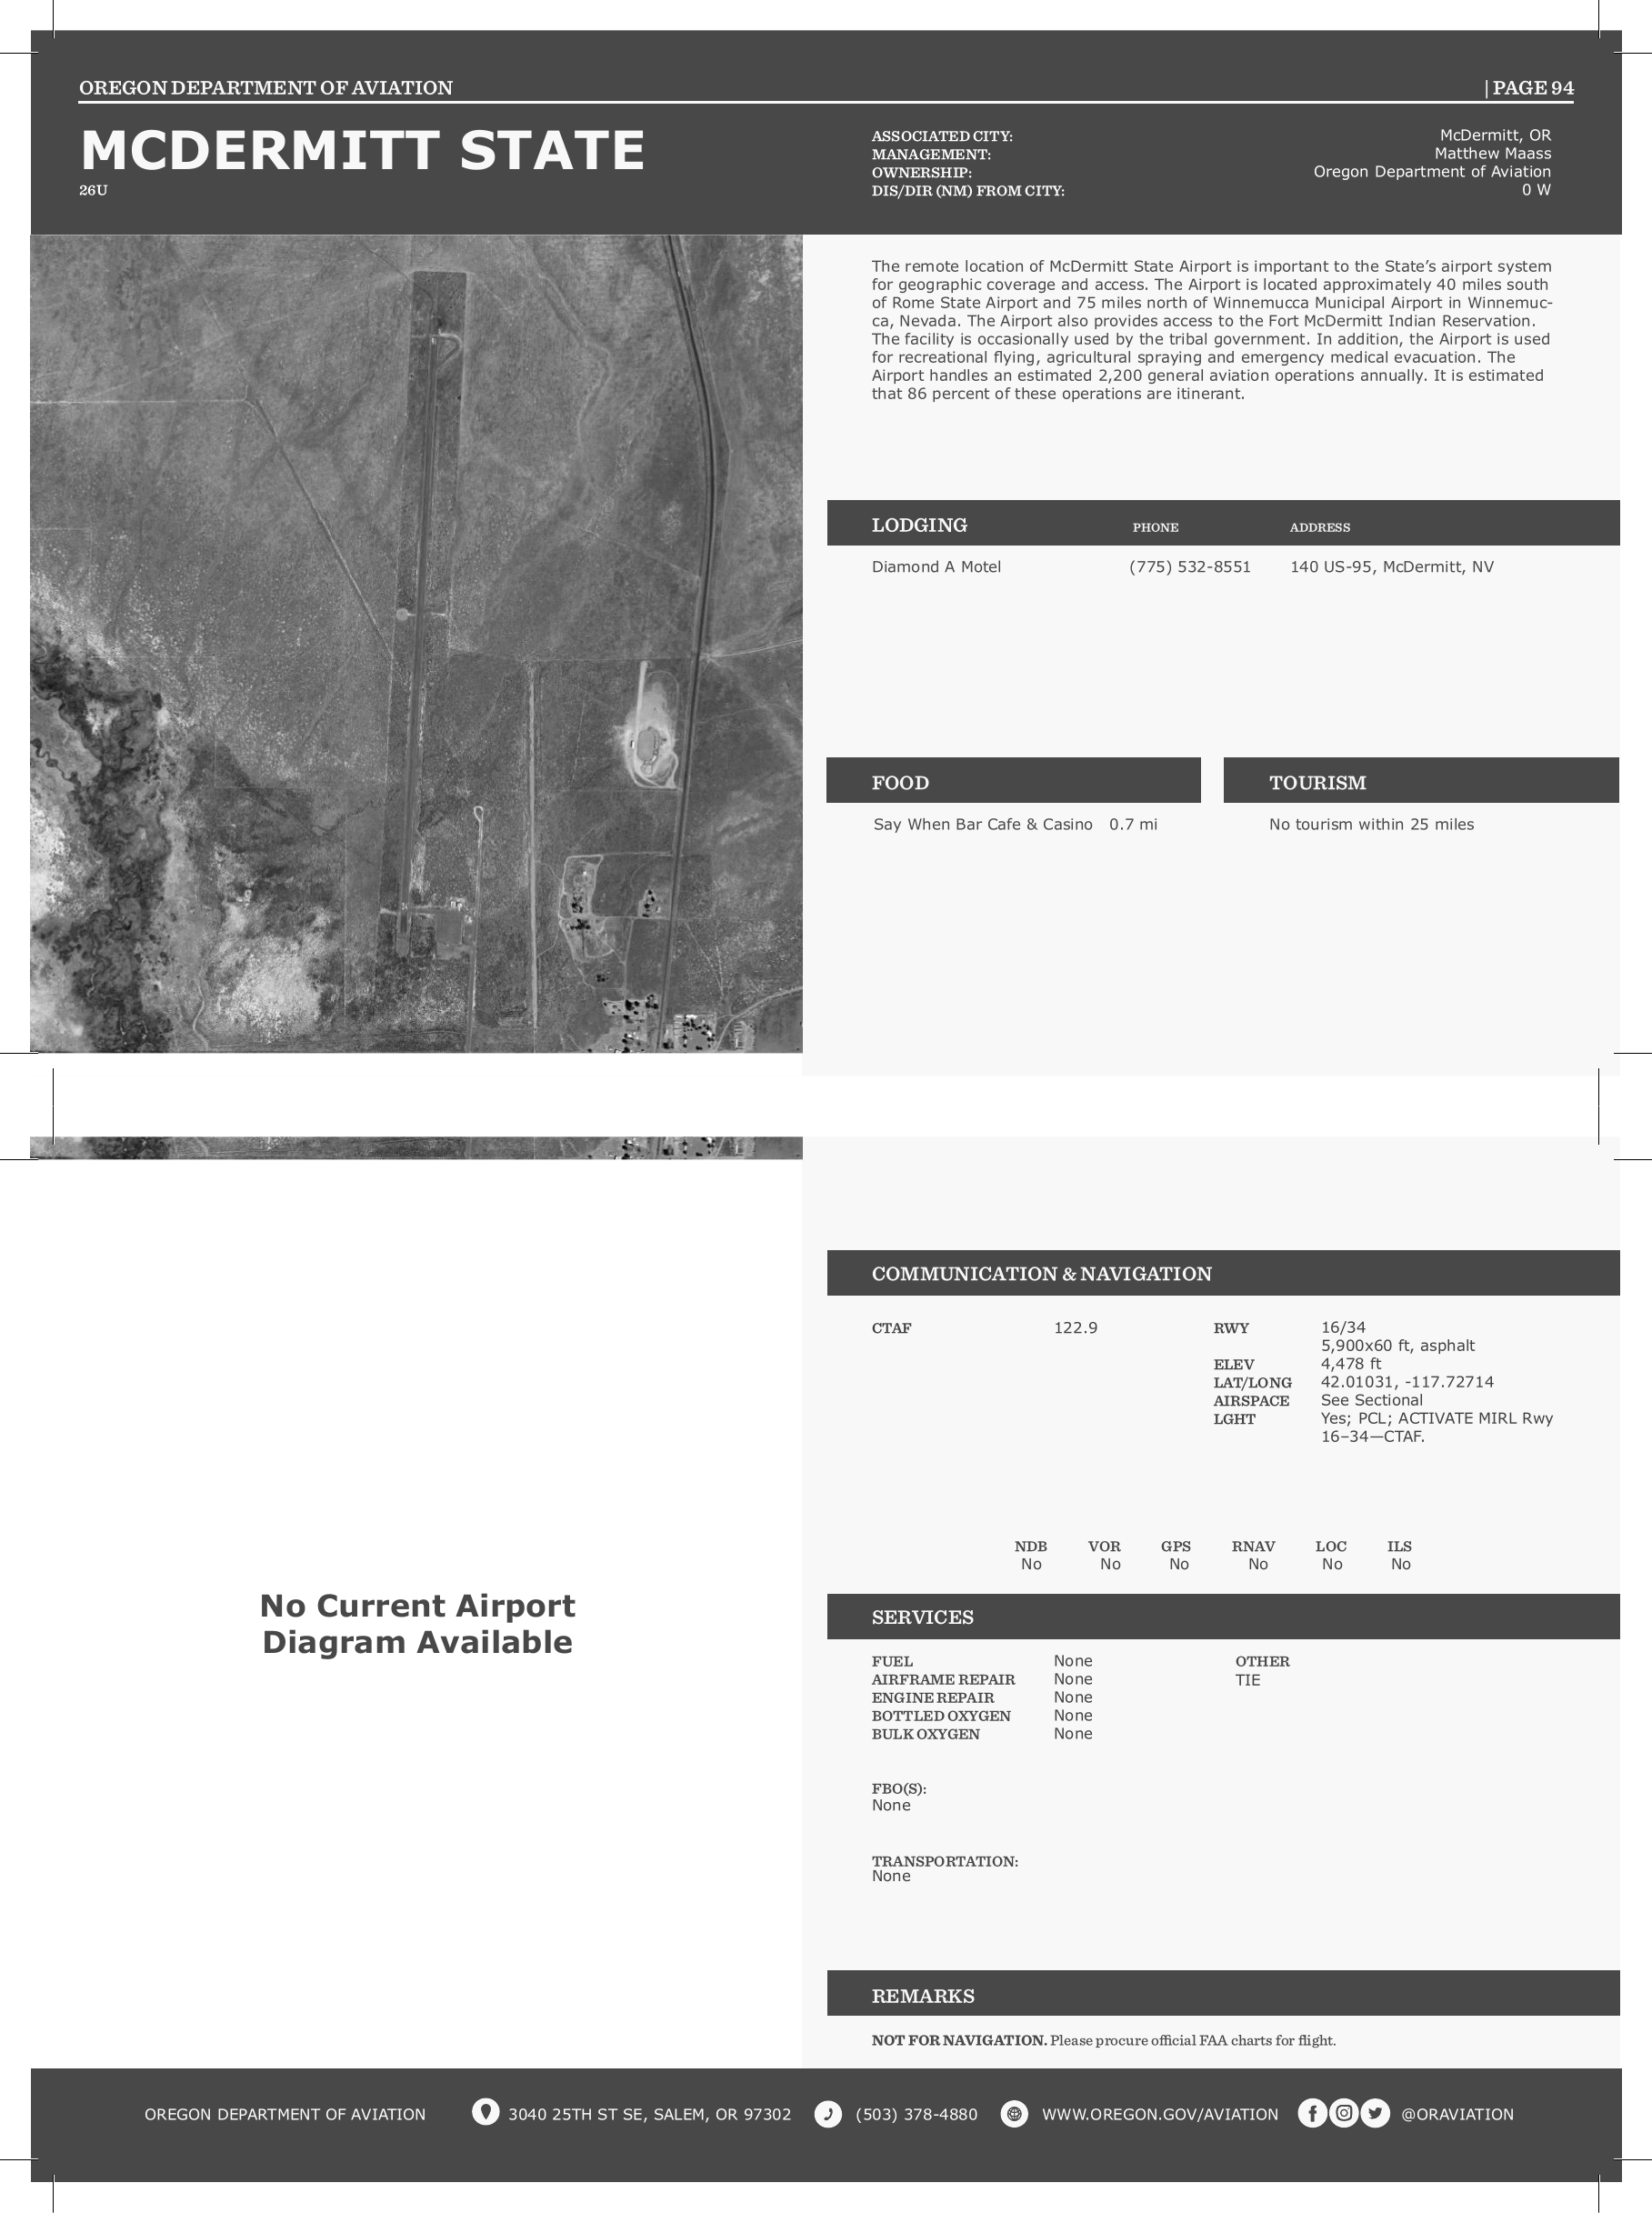 OREGON DEPARTMENT OF AVIATION
| PAGE 94
MCDERMITT STATE
26U
ASSOCIATED CITY: McDermitt, OR
MANAGEMENT: Matthew Maass
OWNERSHIP: Oregon Department of Aviation
DIS/DIR (NM) FROM CITY: 0 W
The remote location of McDermitt State Airport is important to the State’s airport system
for geographic coverage and access. The Airport is located approximately 40 miles south
of Rome State Airport and 75 miles north of Winnemucca Municipal Airport in Winnemuc-
ca, Nevada. The Airport also provides access to the Fort McDermitt Indian Reservation.
The facility is occasionally used by the tribal government. In addition, the Airport is used
for recreational flying, agricultural spraying and emergency medical evacuation. The
Airport handles an estimated 2,200 general aviation operations annually. It is estimated
that 86 percent of these operations are itinerant.
LODGING PHONE ADDRESS
Diamond A Motel (775) 532-8551 140 US-95, McDermitt, NV
FOOD
Say When Bar Cafe & Casino 0.7 mi
TOURISM
No tourism within 25 miles
No Current Airport
Diagram Available
COMMUNICATION & NAVIGATION
CTAF 122.9
RWY 16/34
5,900x60 ft, asphalt
ELEV 4,478 ft
LAT/LONG 42.01031, -117.72714
AIRSPACE See Sectional
LGHT Yes; PCL; ACTIVATE MIRL Rwy
16–34—CTAF.
NDB VOR GPS RNAV LOC ILS
No No No No No No
SERVICES
FUEL None
AIRFRAME REPAIR None
ENGINE REPAIR None
BOTTLED OXYGEN None
BULK OXYGEN None
OTHER
TIE
FBO(S):
None
TRANSPORTATION:
None
REMARKS
NOT FOR NAVIGATION. Please procure official FAA charts for flight.
OREGON DEPARTMENT OF AVIATION 3040 25TH ST SE, SALEM, OR 97302 (503) 378-4880 WWW.OREGON.GOV/AVIATION @ORAVIATION